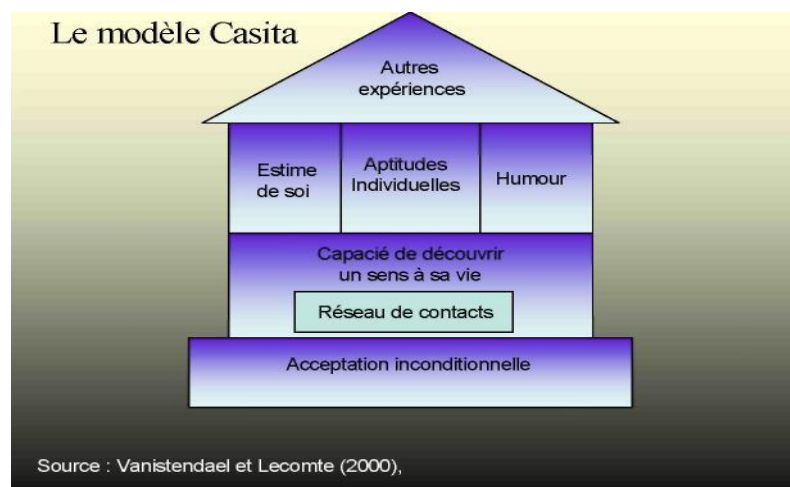 Le modèle Casita
Autres
expériences
Estime
de soi
Aptitudes
Individuelles
Humour
Capacié de découvrir
un sens à sa vie
Réseau de contacts
Acceptation inconditionnelle
Source : Vanistendael et Lecomte (2000),